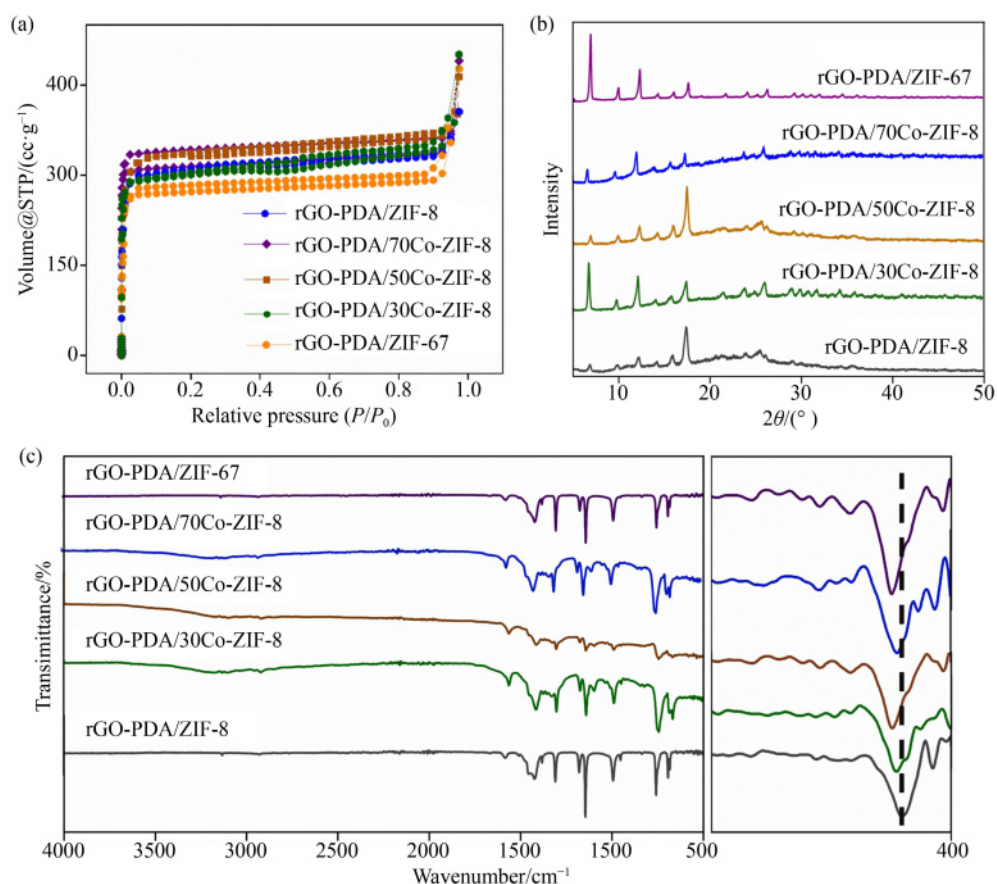 (a)
400
300
150
0
Volume@STP/(cc·g⁻¹)
0.0 0.2 0.4 0.6 0.8 1.0
Relative pressure (P/P₀)
rGO-PDA/ZIF-8
rGO-PDA/70Co-ZIF-8
rGO-PDA/50Co-ZIF-8
rGO-PDA/30Co-ZIF-8
rGO-PDA/ZIF-67
(b)
Intensity
rGO-PDA/ZIF-67
rGO-PDA/70Co-ZIF-8
rGO-PDA/50Co-ZIF-8
rGO-PDA/30Co-ZIF-8
rGO-PDA/ZIF-8
10 20 30 40 50
2θ/(°)
(c)
Transimittance/%
rGO-PDA/ZIF-67
rGO-PDA/70Co-ZIF-8
rGO-PDA/50Co-ZIF-8
rGO-PDA/30Co-ZIF-8
rGO-PDA/ZIF-8
4000 3000 2000 1500 1500 500 400
Wavenumber/cm⁻¹